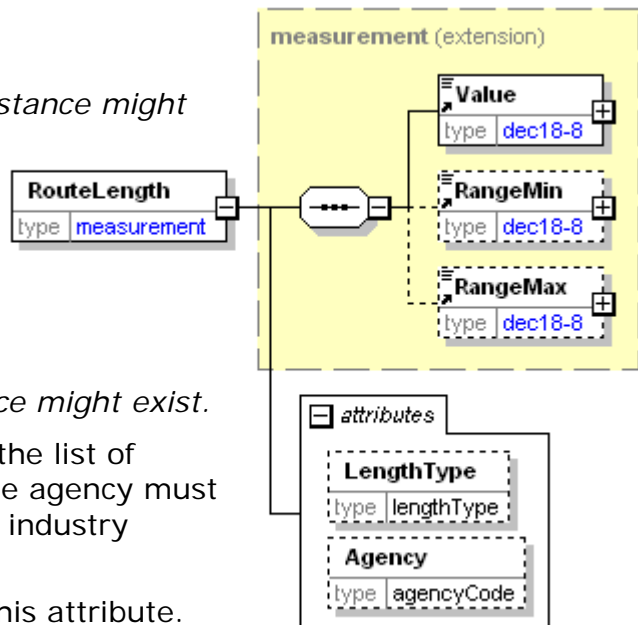 measurement (extension)
stance might
Value
type dec18-8
RouteLength
type measurement
RangeMin
type dec18-8
RangeMax
type dec18-8
ce might exist.
attributes
the list of
LengthType
e agency must
type lengthType
industry
Agency
type agencyCode
his attribute.